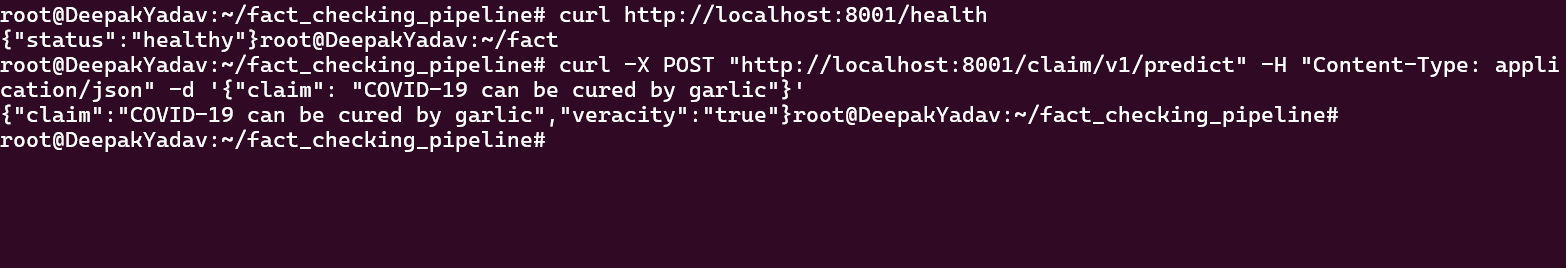 root@DeepakYadav:~/fact_checking_pipeline# curl http://localhost:8001/health
{"status":"healthy"}root@DeepakYadav:~/fact
root@DeepakYadav:~/fact_checking_pipeline# curl -X POST "http://localhost:8001/claim/v1/predict" -H "Content-Type: appli
cation/json" -d '{"claim": "COVID-19 can be cured by garlic"}'
{"claim":"COVID-19 can be cured by garlic","veracity":"true"}root@DeepakYadav:~/fact_checking_pipeline#
root@DeepakYadav:~/fact_checking_pipeline#